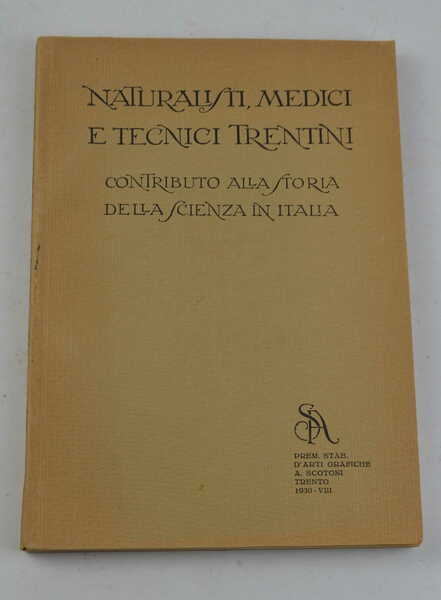 NATURALISTI, MEDICI
E TECNICI TRENTINI
CONTRIBUTO ALLA STORIA
DELLA SCIENZA IN ITALIA
SA
PREM. STAB.
D'ARTI GRAFICHE
A. SCOTONI
TRENTO
1930-VIII